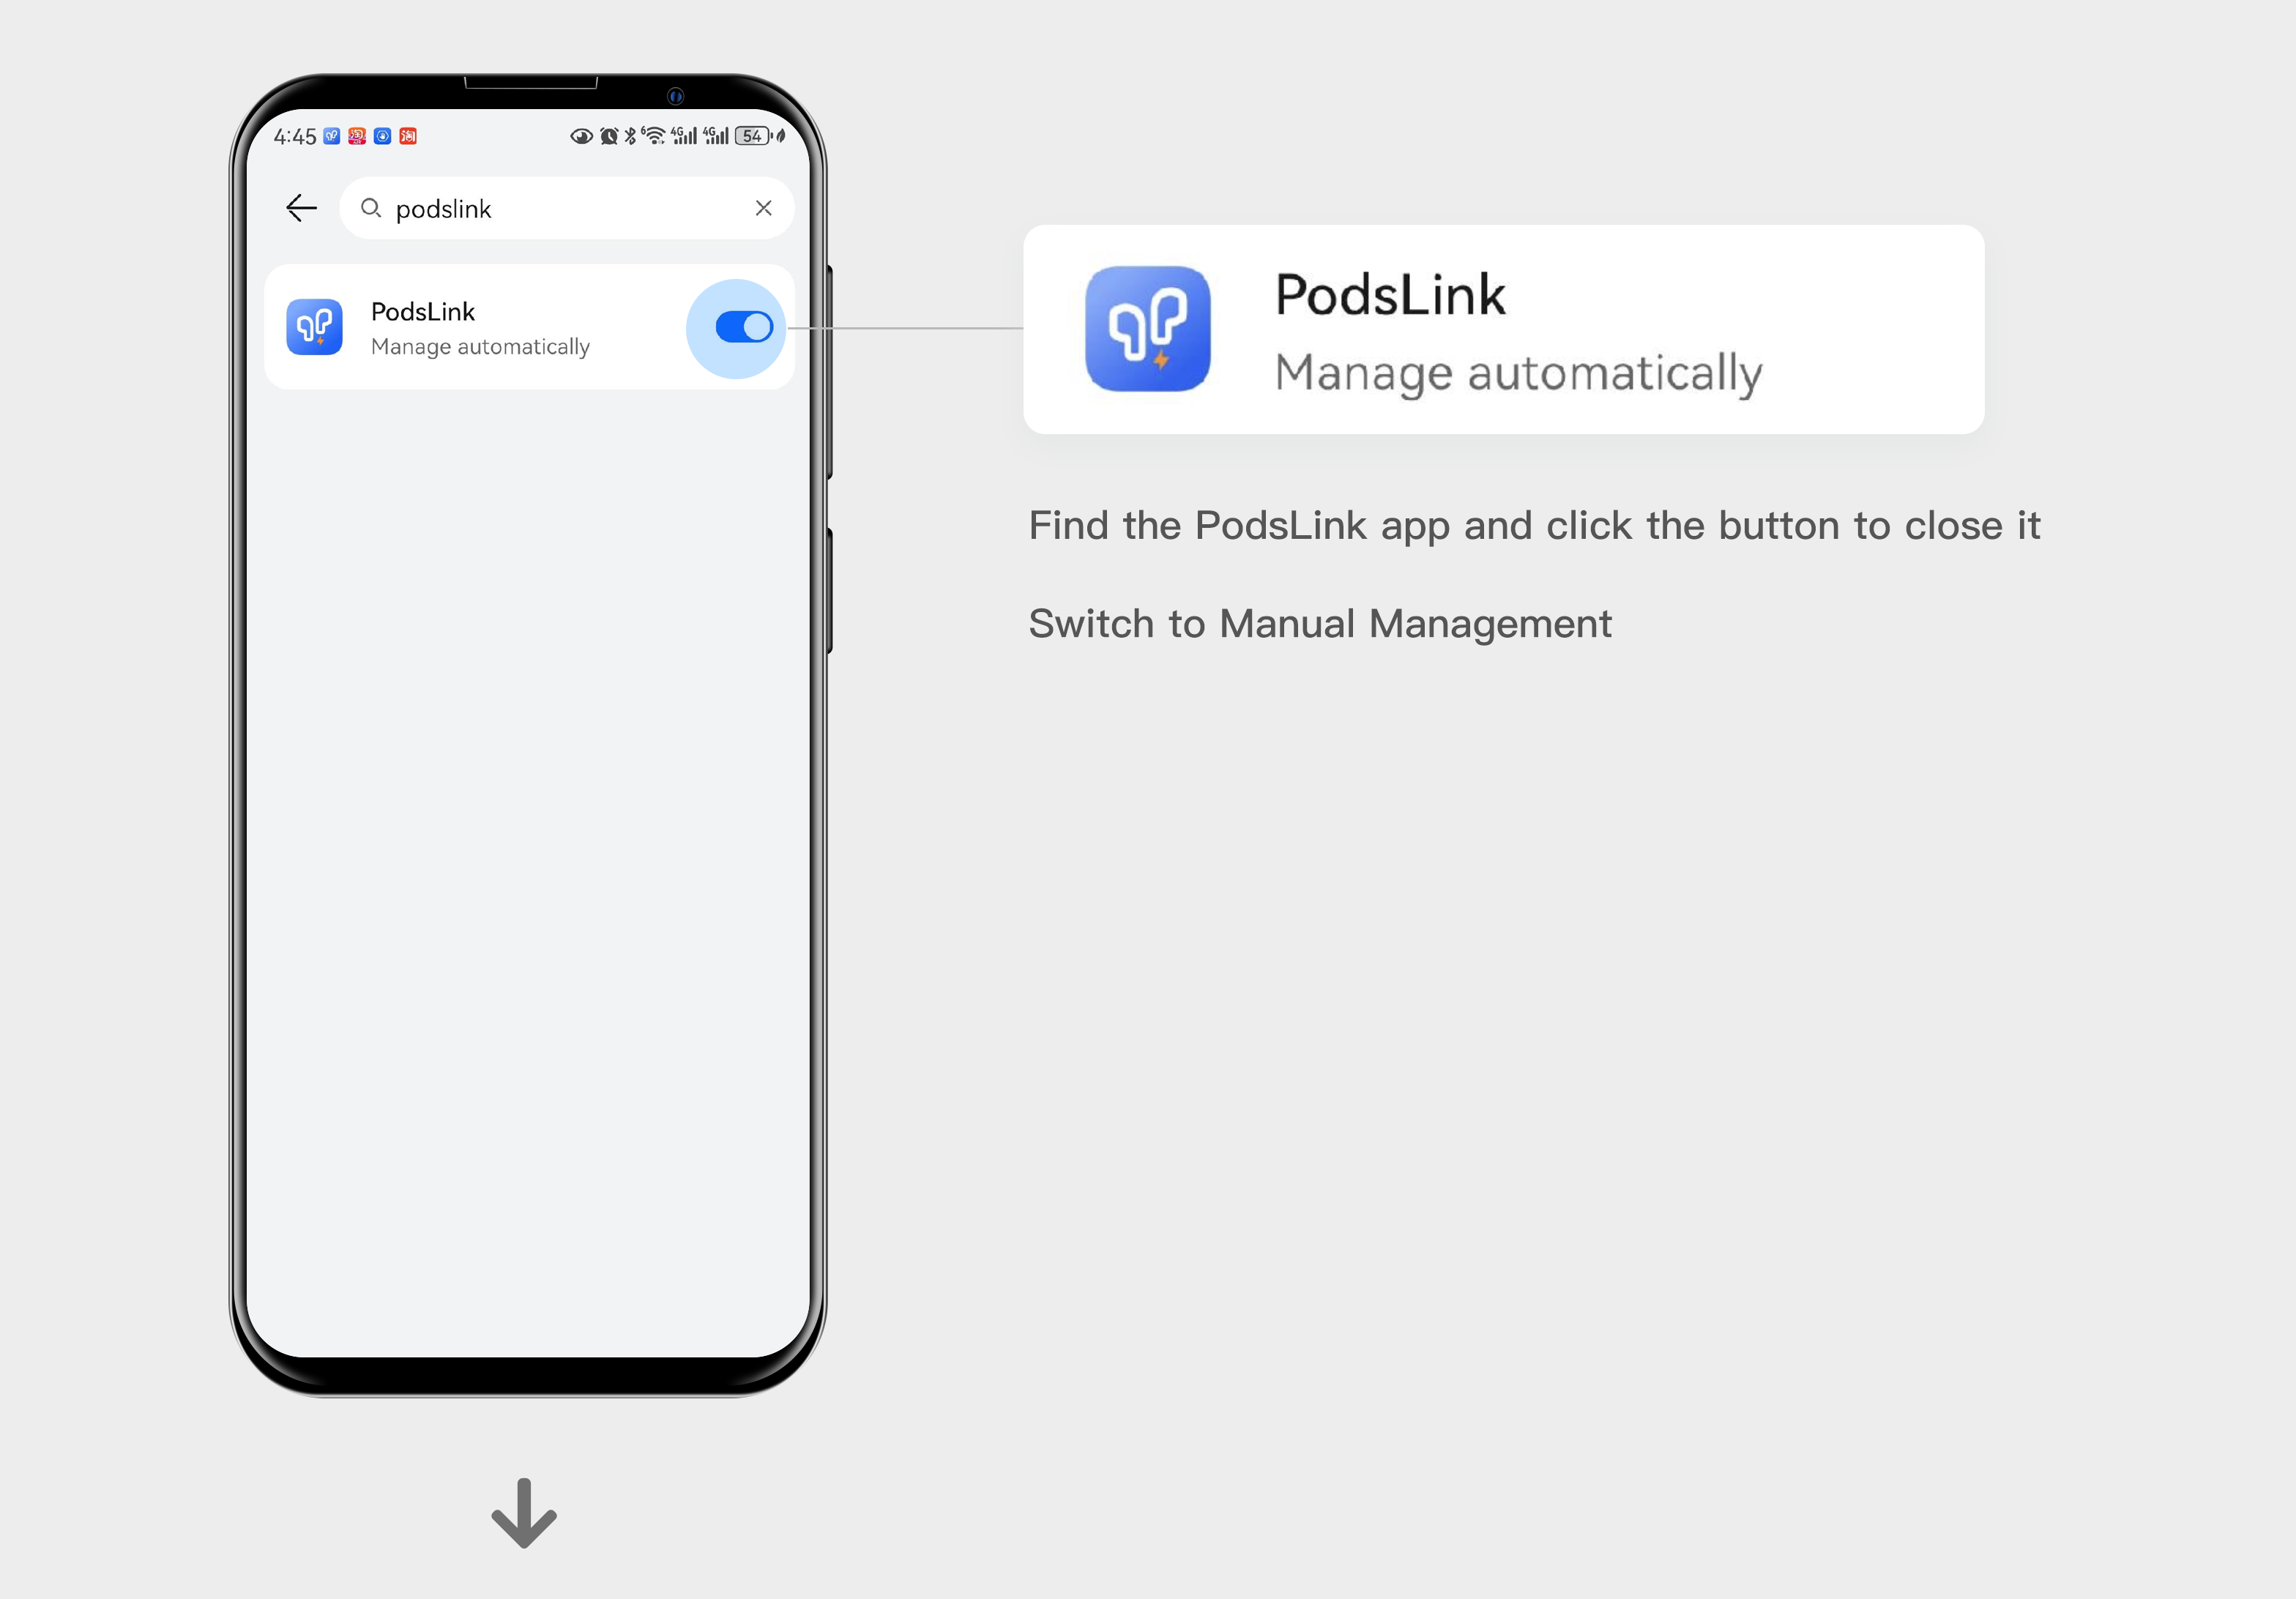 4:45
6 4G 4G 54
podslink
PodsLink
Manage automatically
PodsLink
Manage automatically
Find the PodsLink app and click the button to close it
Switch to Manual Management